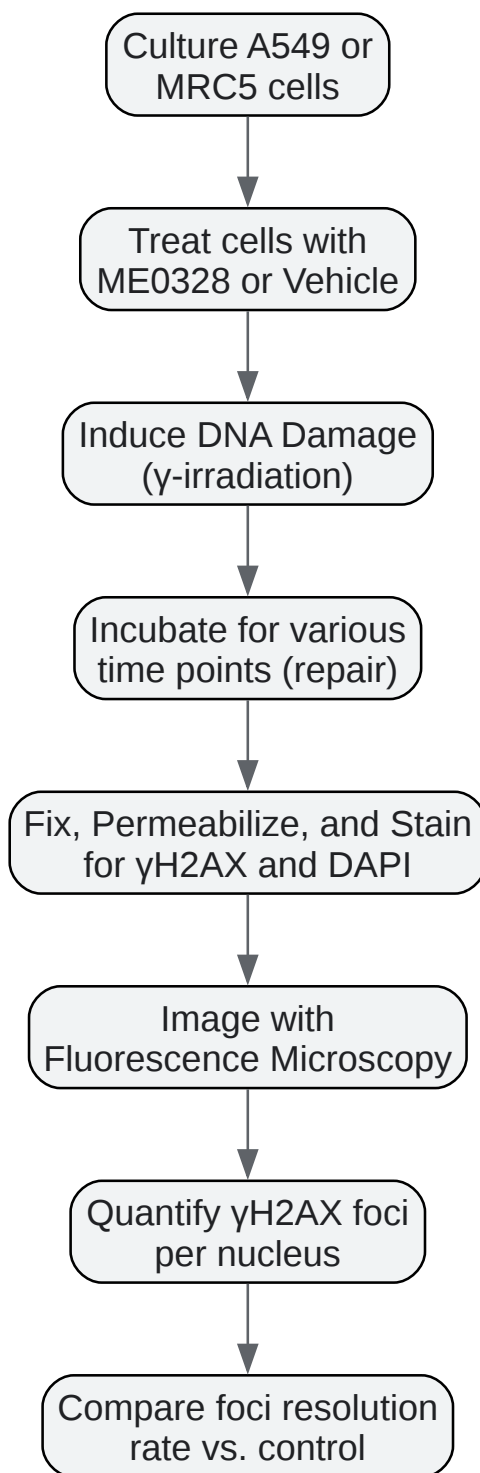 Culture A549 or
MRC5 cells
Treat cells with
ME0328 or Vehicle
Induce DNA Damage
(γ-irradiation)
Incubate for various
time points (repair)
Fix, Permeabilize, and Stain
for γH2AX and DAPI
Image with
Fluorescence Microscopy
Quantify γH2AX foci
per nucleus
Compare foci resolution
rate vs. control